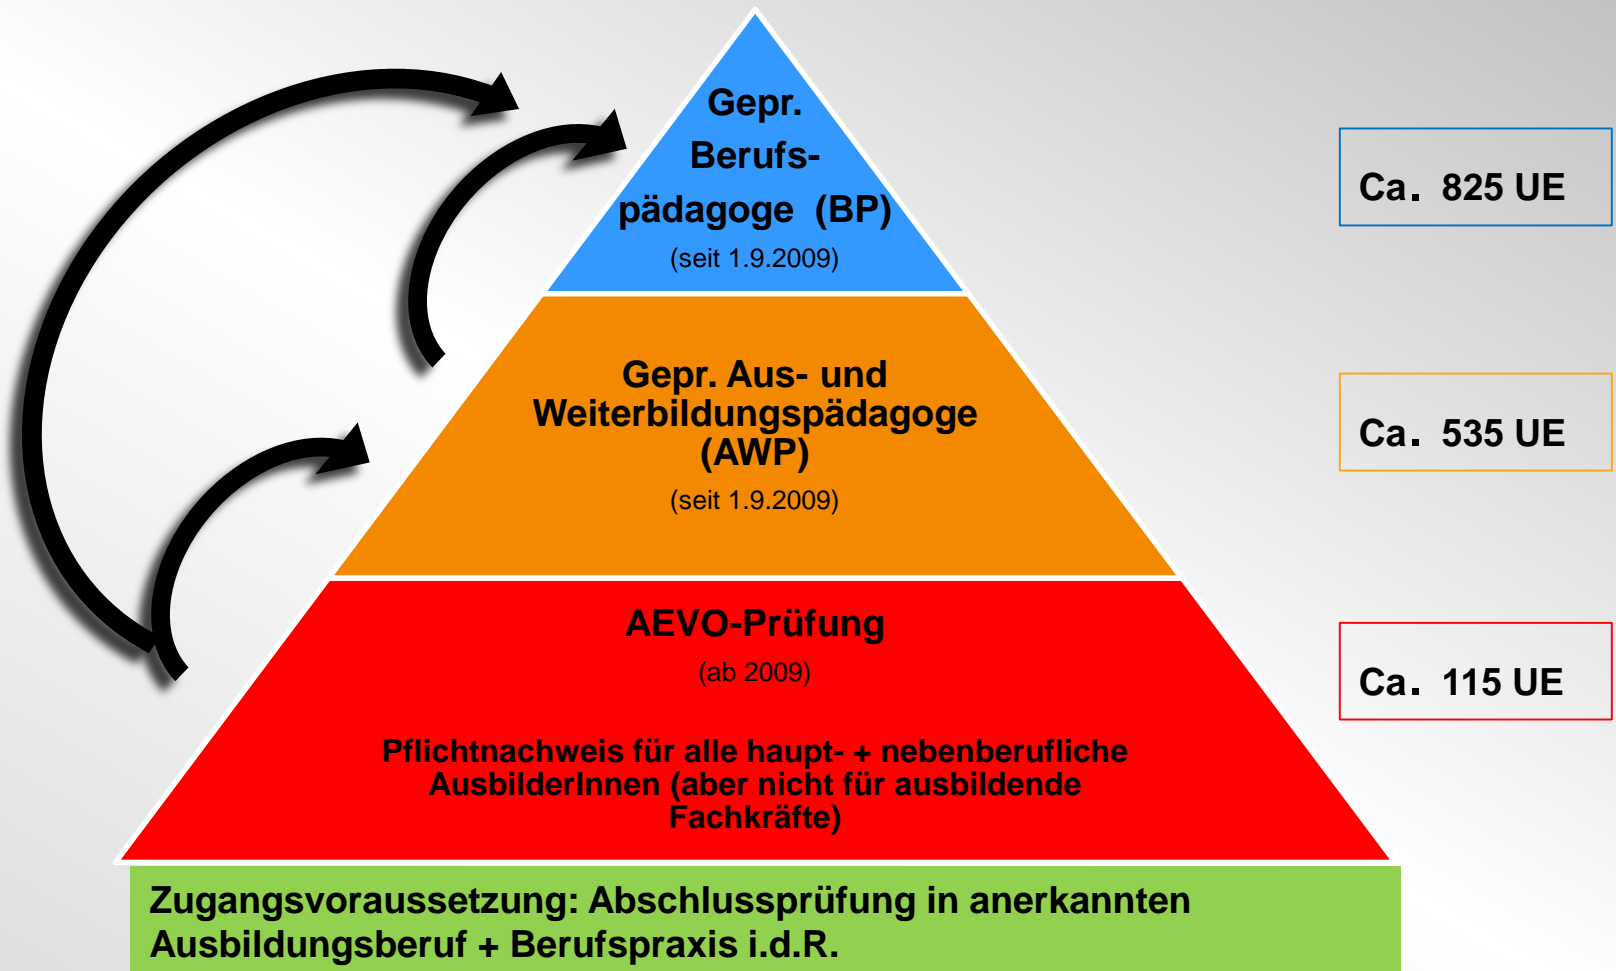 Gepr.
Berufs-
pädagoge (BP)
(seit 1.9.2009)
Ca. 825 UE
Gepr. Aus- und
Weiterbildungspädagoge
(AWP)
(seit 1.9.2009)
Ca. 535 UE
AEVO-Prüfung
(ab 2009)
Ca. 115 UE
Pflichtnachweis für alle haupt- + nebenberufliche
AusbilderInnen (aber nicht für ausbildende
Fachkräfte)
Zugangsvoraussetzung: Abschlussprüfung in anerkannten
Ausbildungsberuf + Berufspraxis i.d.R.